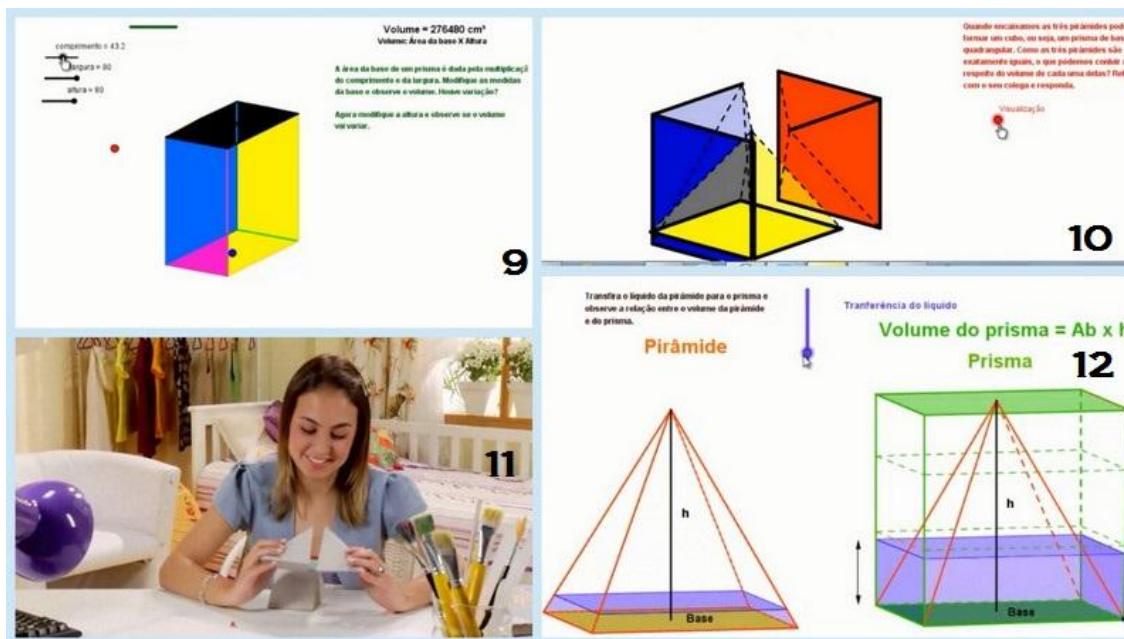 Volume = 276480 cm³
Volume: Área da base X Altura
comprimento = 43.2
largura = 80
altura = 80
A área da base de um prisma é dada pela multiplicaçã
do comprimento e da largura. Modifique as medidas
da base e observe o volume. Houve variação?
Agora modifique a altura e observe se o volume
vai variar.
9
Quando encaixamos as três pirâmides pod
formar um cubo, ou seja, um prisma de bas
quadrangular. Como as três pirâmides são
exatamente iguais, o que podemos concluir a
respeito do volume de cada uma delas? Ref
com o seu colega e responda.
Visualização
10
11
Transfira o líquido da pirâmide para o prisma e
observe a relação entre o volume da pirâmide
e do prisma.
Tranferência do líquido
Pirâmide
Volume do prisma = Ab x h
Prisma
12
h
h
Base
Base